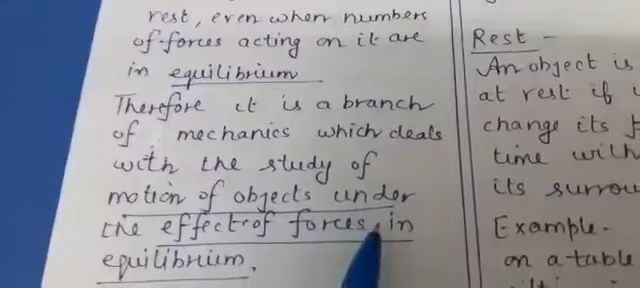 rest, even when numbers
of forces acting on it are
in equilibrium
Therefore it is a branch
of mechanics which deals
with the study of
motion of objects under
the effect of forces in
equilibrium.
Rest -
An object is
at rest if
change its
time with
its
Example-
on a table